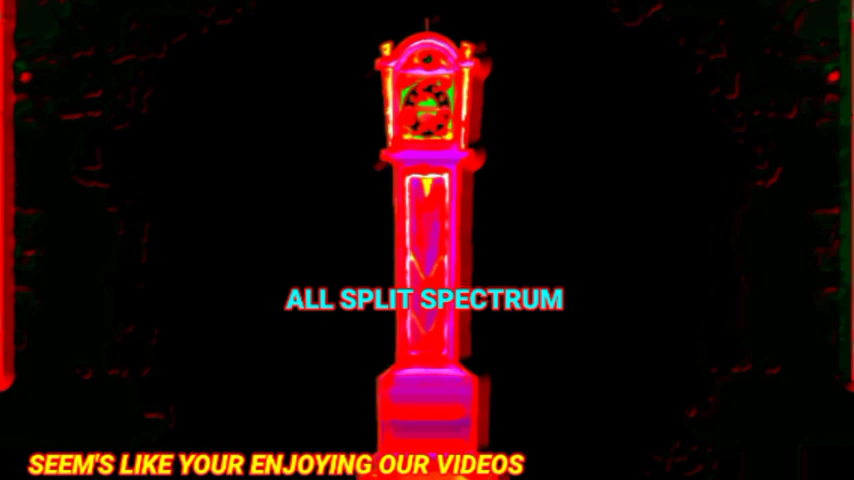 ALL SPLIT SPECTRUM
SEEM'S LIKE YOUR ENJOYING OUR VIDEOS